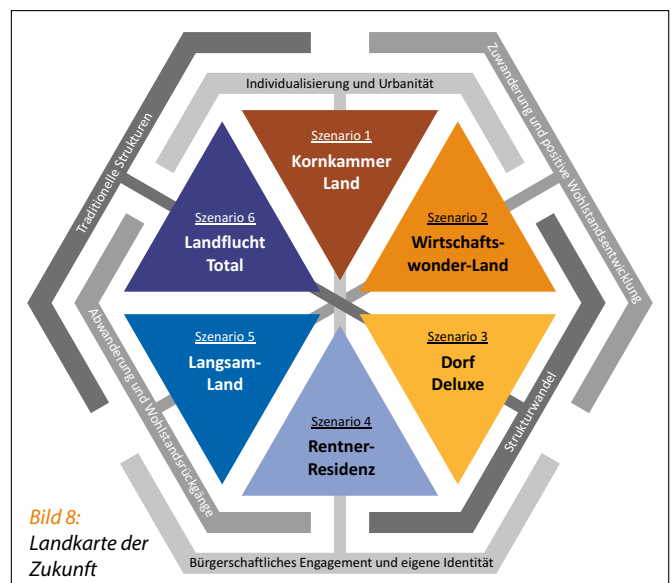 Individualisierung und Urbanität
Zuwanderung und positive Wohlstandsentwicklung
Traditionelle Strukturen
Szenario 1
Kornkammer
Land
Szenario 6
Landflucht
Total
Szenario 2
Wirtschafts-
wonder-Land
Szenario 5
Langsam-
Land
Szenario 3
Dorf
Deluxe
Szenario 4
Rentner-
Residenz
Abwanderung und Wohlstandsrückgänge
Strukturwandel
Bild 8:
Landkarte der
Zukunft
Bürgerschaftliches Engagement und eigene Identität